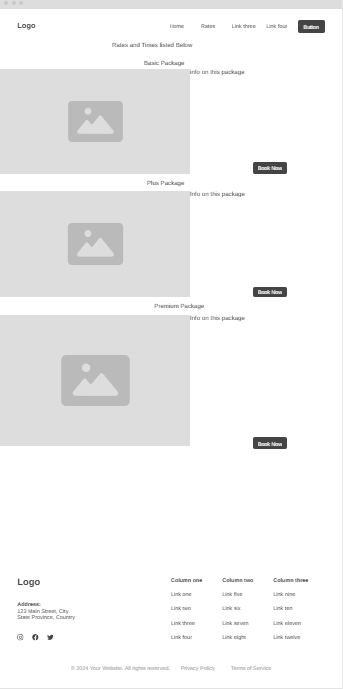 Logo
Home Rates Link three Link four Button
Rates and Times listed Below
Basic Package
info on this package
Book Now
Plus Package
Info on this package
Book Now
Premium Package
Info on this package
Book Now
Logo
Address:
123 Main Street, City
State Province, Country
Column one
Link one
Link two
Link three
Link four
Column two
Link five
Link six
Link seven
Link eight
Column three
Link nine
Link ten
Link eleven
Link twelve
© 2024 Your Website. All rights reserved. Privacy Policy Terms of Service